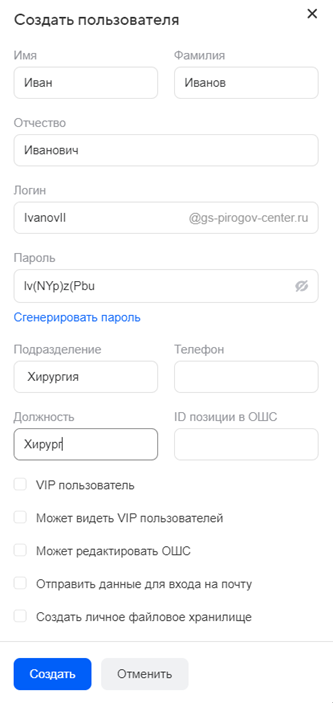 Создать пользователя
Имя Фамилия
Иван Иванов
Отчество
Иванович
Логин
IvanovII @gs-pirogov-center.ru
Пароль
Iv(NYp)z(Pbu
Сгенерировать пароль
Подразделение Телефон
Хирургия
Должность ID позиции в ОШС
Хирург
VIP пользователь
Может видеть VIP пользователей
Может редактировать ОШС
Отправить данные для входа на почту
Создать личное файловое хранилище
Создать Отменить